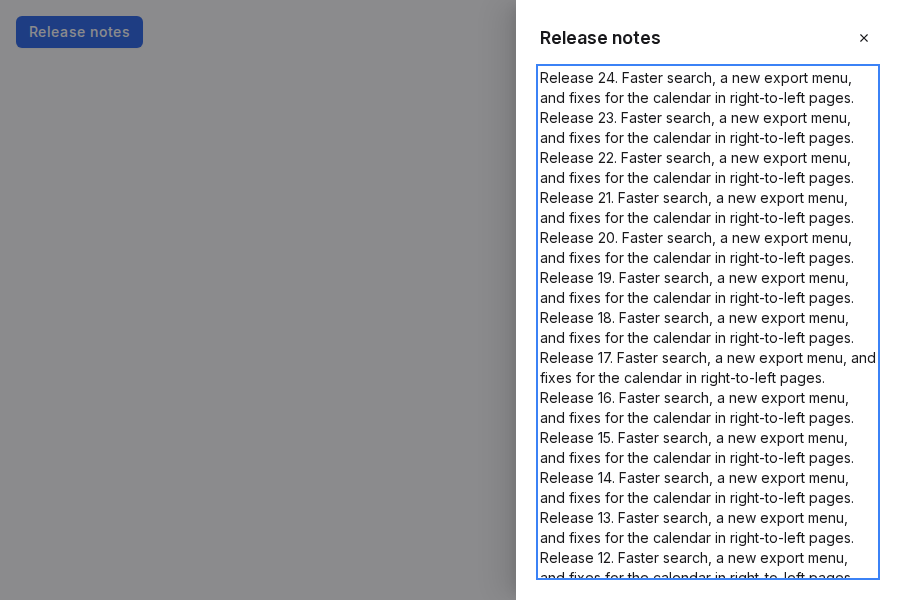 Release notes
Release notes
Release 24. Faster search, a new export menu,
and fixes for the calendar in right-to-left pages.
Release 23. Faster search, a new export menu,
and fixes for the calendar in right-to-left pages.
Release 22. Faster search, a new export menu,
and fixes for the calendar in right-to-left pages.
Release 21. Faster search, a new export menu,
and fixes for the calendar in right-to-left pages.
Release 20. Faster search, a new export menu,
and fixes for the calendar in right-to-left pages.
Release 19. Faster search, a new export menu,
and fixes for the calendar in right-to-left pages.
Release 18. Faster search, a new export menu,
and fixes for the calendar in right-to-left pages.
Release 17. Faster search, a new export menu, and
fixes for the calendar in right-to-left pages.
Release 16. Faster search, a new export menu,
and fixes for the calendar in right-to-left pages.
Release 15. Faster search, a new export menu,
and fixes for the calendar in right-to-left pages.
Release 14. Faster search, a new export menu,
and fixes for the calendar in right-to-left pages.
Release 13. Faster search, a new export menu,
and fixes for the calendar in right-to-left pages.
Release 12. Faster search, a new export menu,
and fixes for the calendar in right-to-left pages.